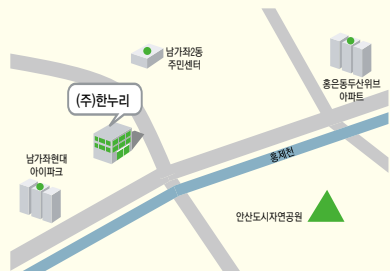 남가좌2동
주민센터
홍은동두산위브
아파트
(주)한누리
남가좌현대
아이파크
홍제천
안산도시자연공원